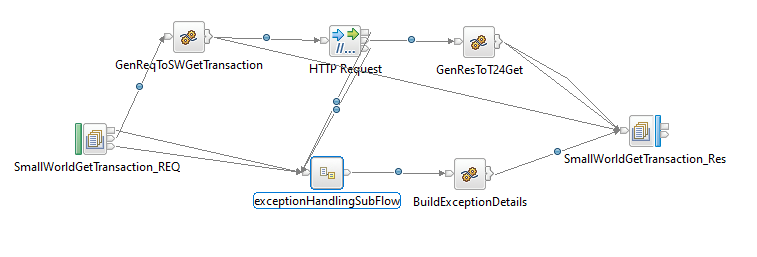 GenReqToSWGetTransaction
//...
HTTP Request
GenResToT24Get
SmallWorldGetTransaction_REQ
SmallWorldGetTransaction_Res
exceptionHandlingSubFlow
BuildExceptionDetails